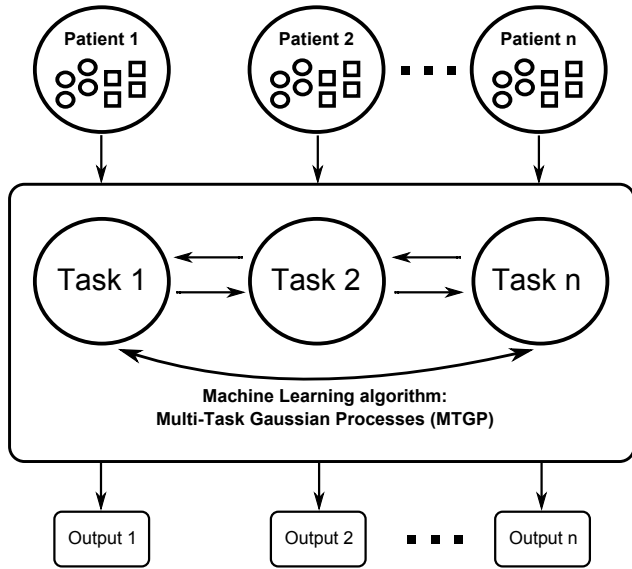 Patient 1
Patient 2
Patient n
Task 1
Task 2
Task n
Machine Learning algorithm:
Multi-Task Gaussian Processes (MTGP)
Output 1
Output 2
Output n